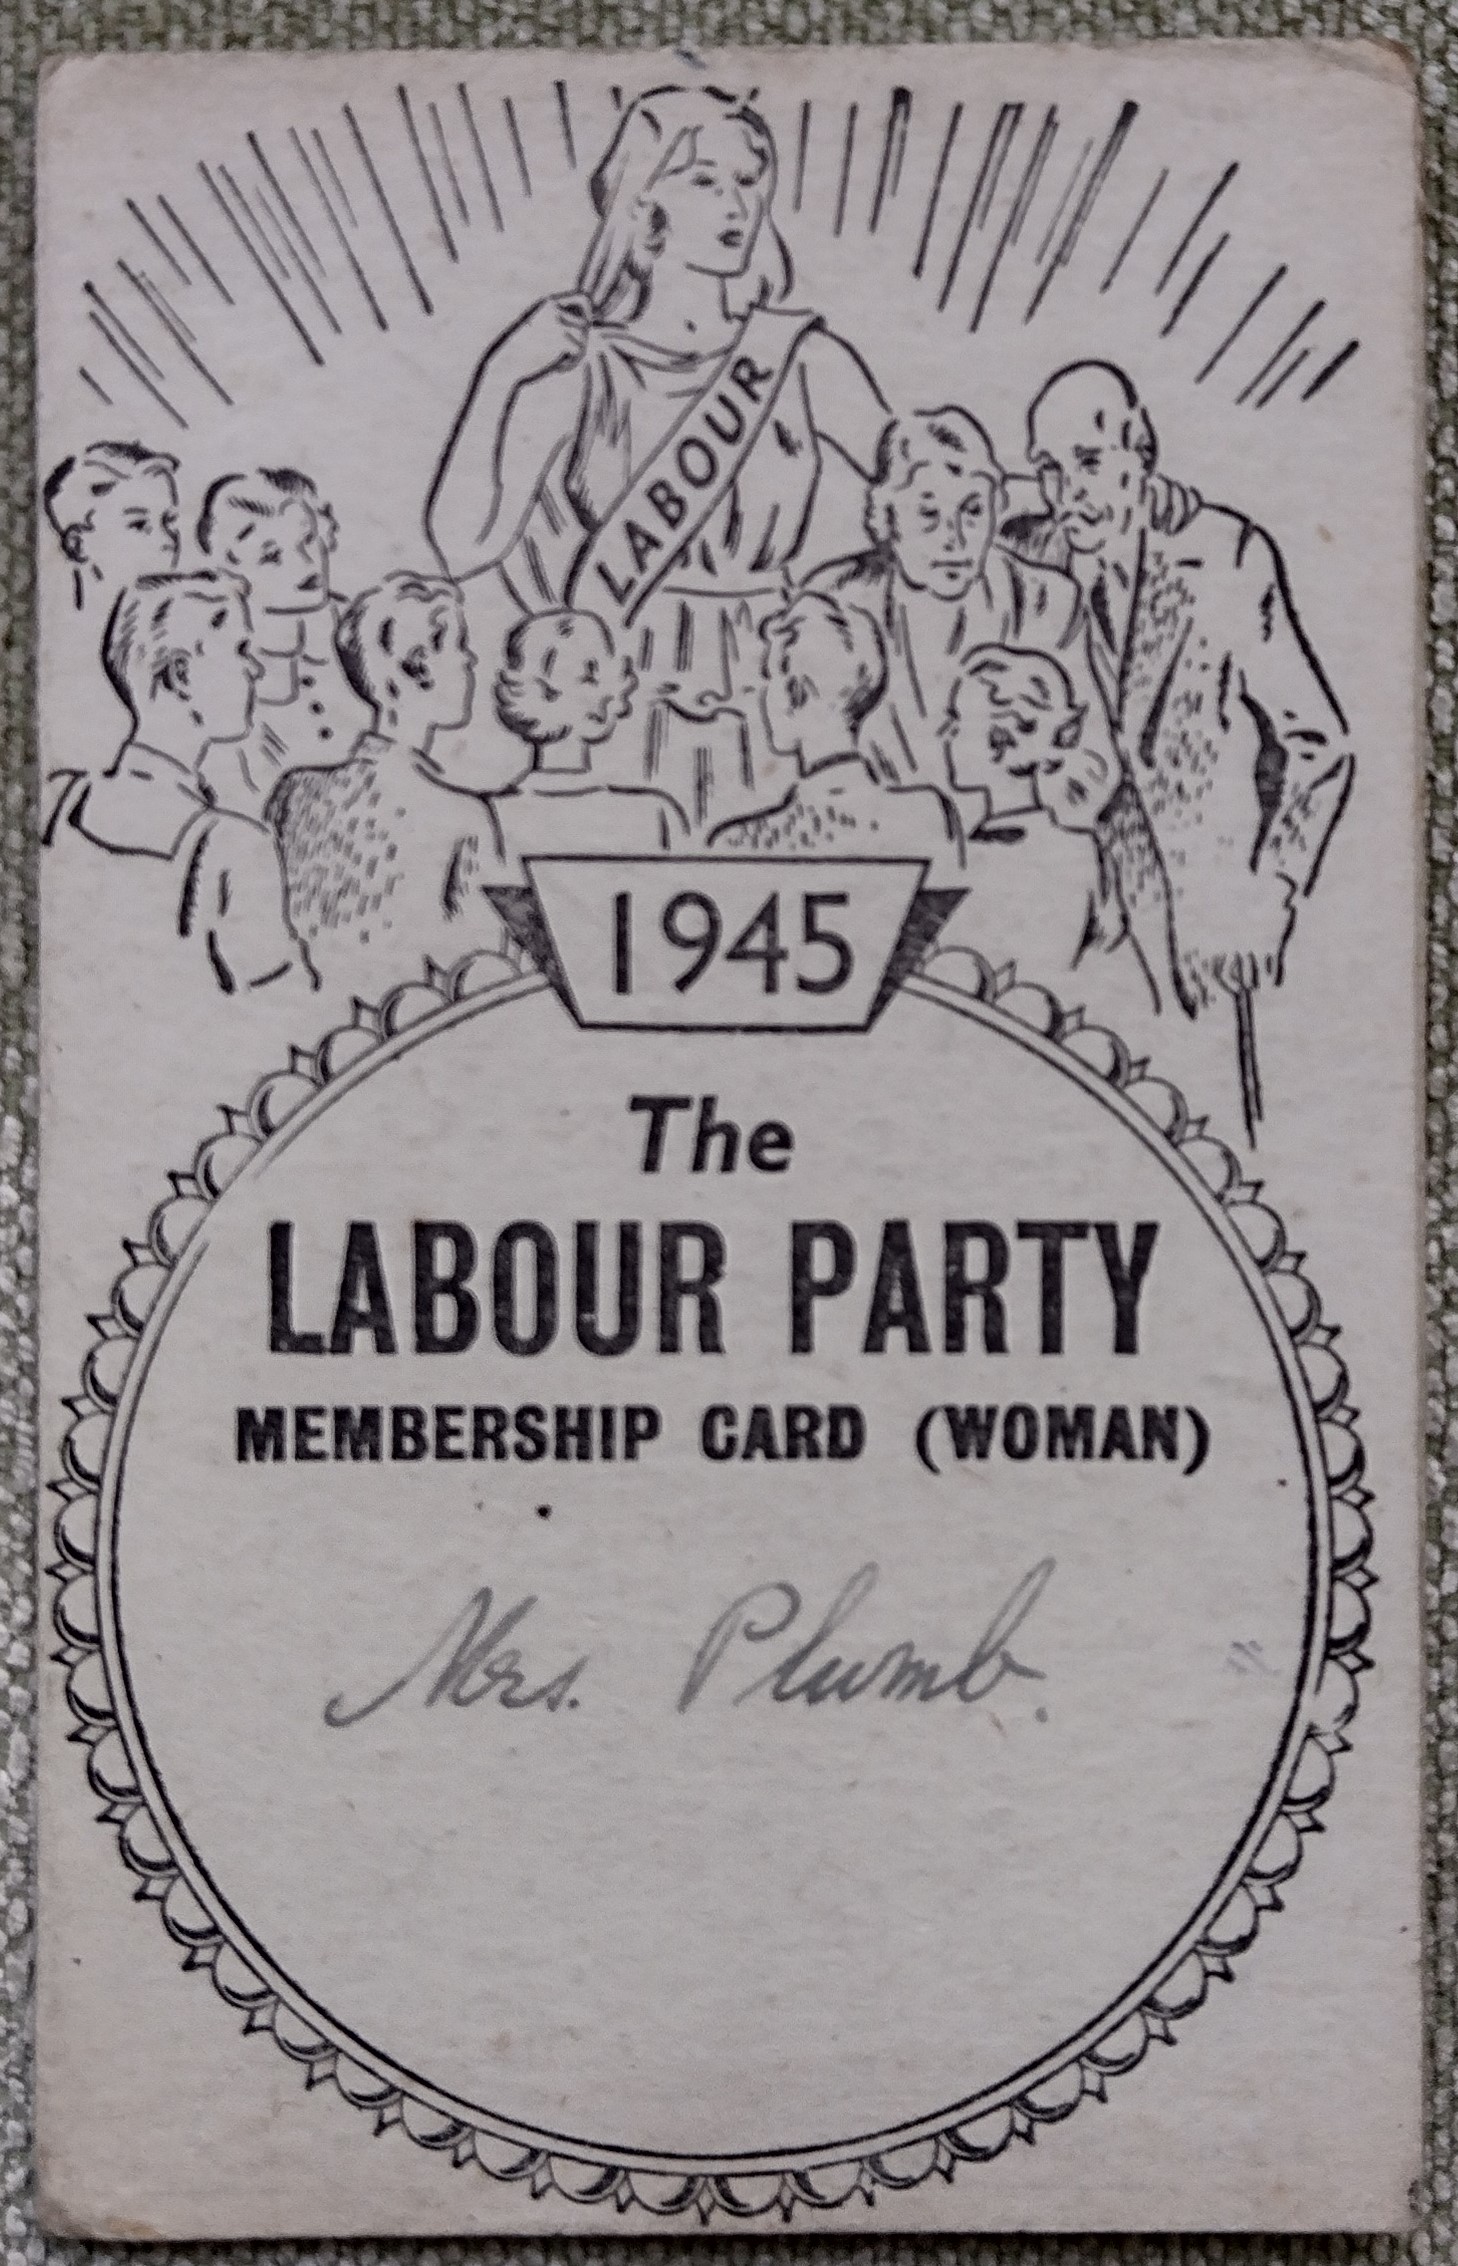 LABOUR
1945
The
LABOUR PARTY
MEMBERSHIP CARD (WOMAN)
Mrs. Plumb.